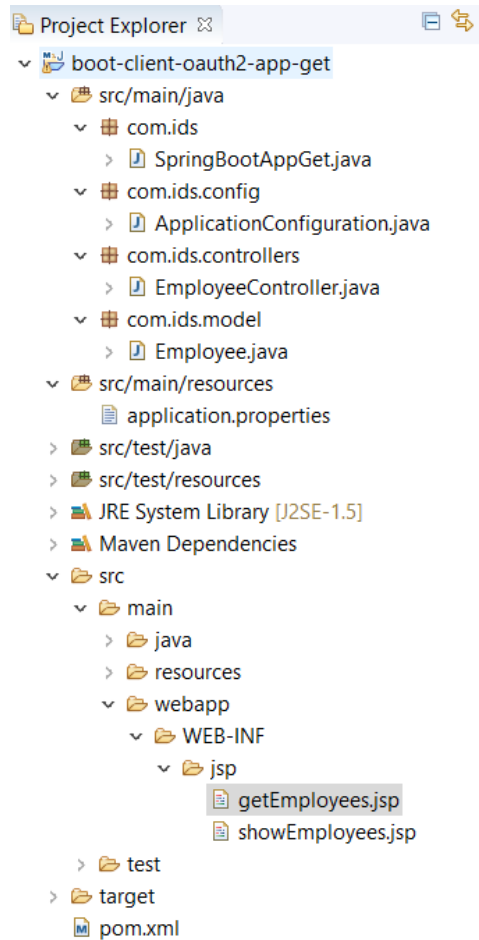 Project Explorer
boot-client-oauth2-app-get
src/main/java
com.ids
SpringBootAppGet.java
com.ids.config
ApplicationConfiguration.java
com.ids.controllers
EmployeeController.java
com.ids.model
Employee.java
src/main/resources
application.properties
src/test/java
src/test/resources
JRE System Library [J2SE-1.5]
Maven Dependencies
src
main
java
resources
webapp
WEB-INF
jsp
getEmployees.jsp
showEmployees.jsp
test
target
pom.xml